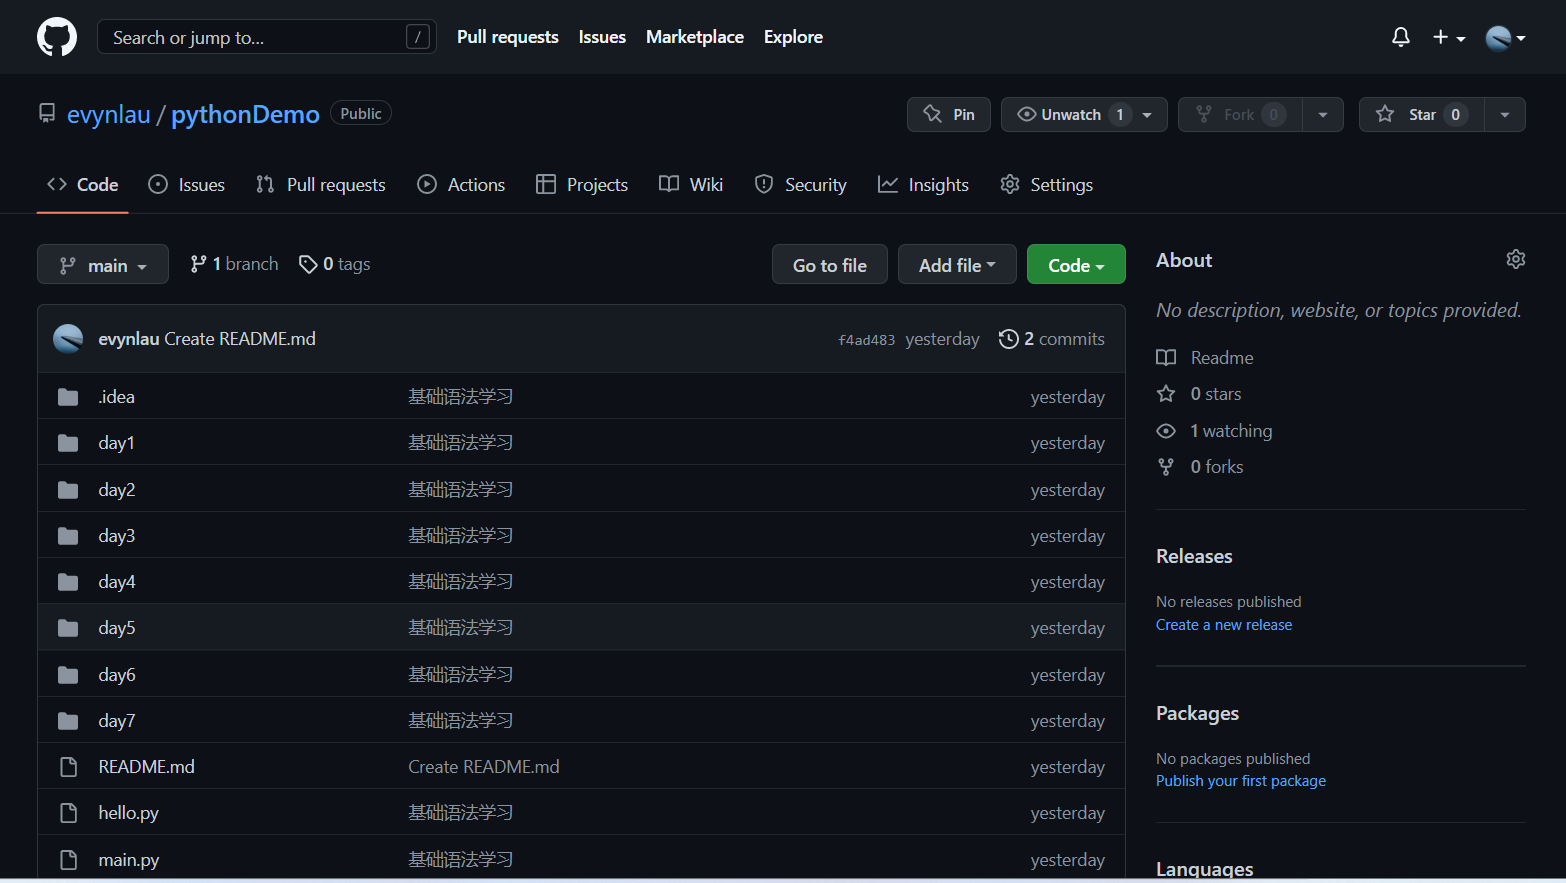 Search or jump to... /
Pull requests Issues Marketplace Explore
evynlau / pythonDemo Public
Pin Unwatch 1 Fork 0 Star 0
Code Issues Pull requests Actions Projects Wiki Security Insights Settings
main 1 branch 0 tags Go to file Add file Code
evynlau Create README.md f4ad483 yesterday 2 commits
.idea 基础语法学习 yesterday
day1 基础语法学习 yesterday
day2 基础语法学习 yesterday
day3 基础语法学习 yesterday
day4 基础语法学习 yesterday
day5 基础语法学习 yesterday
day6 基础语法学习 yesterday
day7 基础语法学习 yesterday
README.md Create README.md yesterday
hello.py 基础语法学习 yesterday
main.py 基础语法学习 yesterday
About
No description, website, or topics provided.
Readme
0 stars
1 watching
0 forks
Releases
No releases published
Create a new release
Packages
No packages published
Publish your first package
Languages